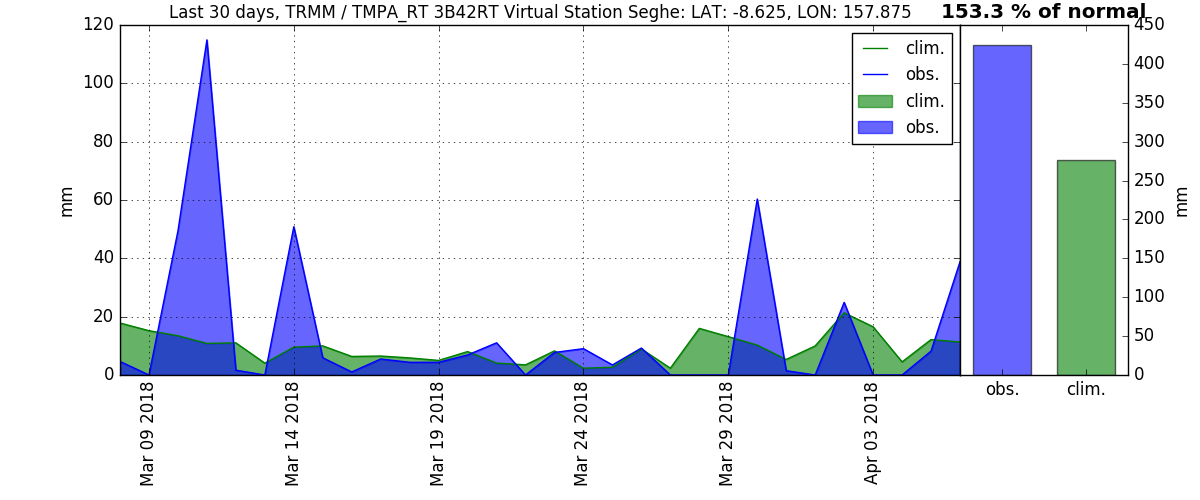 Last 30 days, TRMM / TMPA_RT 3B42RT Virtual Station Seghe: LAT: -8.625, LON: 157.875
153.3 % of normal
120
100
80
60
40
20
0
mm
clim.
obs.
clim.
obs.
450
400
350
300
250
200
150
100
50
0
mm
Mar 09 2018
Mar 14 2018
Mar 19 2018
Mar 24 2018
Mar 29 2018
Apr 03 2018
obs.
clim.